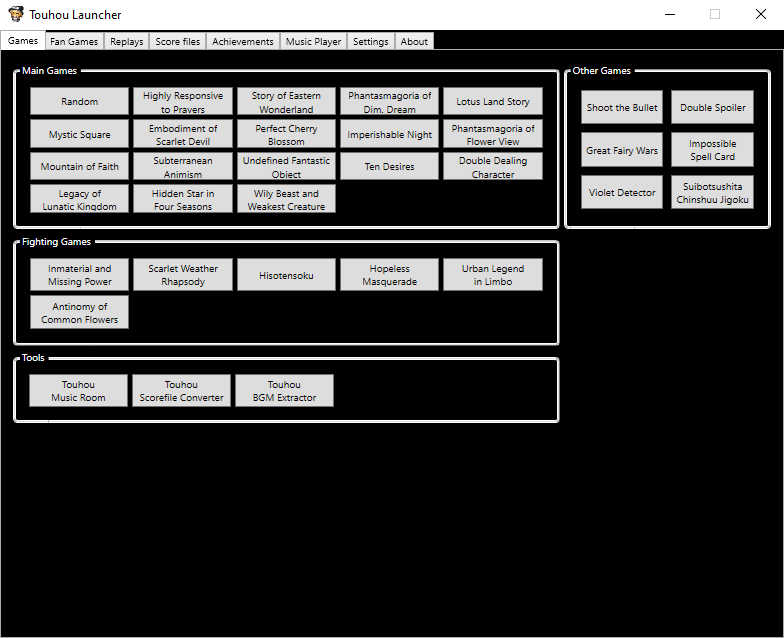 Touhou Launcher
Games Fan Games Replays Score files Achievements Music Player Settings About
Main Games
Random
Highly Responsive
to Prayers
Story of Eastern
Wonderland
Phantasmagoria of
Dim. Dream
Lotus Land Story
Mystic Square
Embodiment of
Scarlet Devil
Perfect Cherry
Blossom
Imperishable Night
Phantasmagoria of
Flower View
Mountain of Faith
Subterranean
Animism
Undefined Fantastic
Object
Ten Desires
Double Dealing
Character
Legacy of
Lunatic Kingdom
Hidden Star in
Four Seasons
Wily Beast and
Weakest Creature
Other Games
Shoot the Bullet
Double Spoiler
Great Fairy Wars
Impossible
Spell Card
Violet Detector
Suibotsushita
Chinshuu Jigoku
Fighting Games
Inmaterial and
Missing Power
Scarlet Weather
Rhapsody
Hisotensoku
Hopeless
Masquerade
Urban Legend
in Limbo
Antinomy of
Common Flowers
Tools
Touhou
Music Room
Touhou
Scorefile Converter
Touhou
BGM Extractor